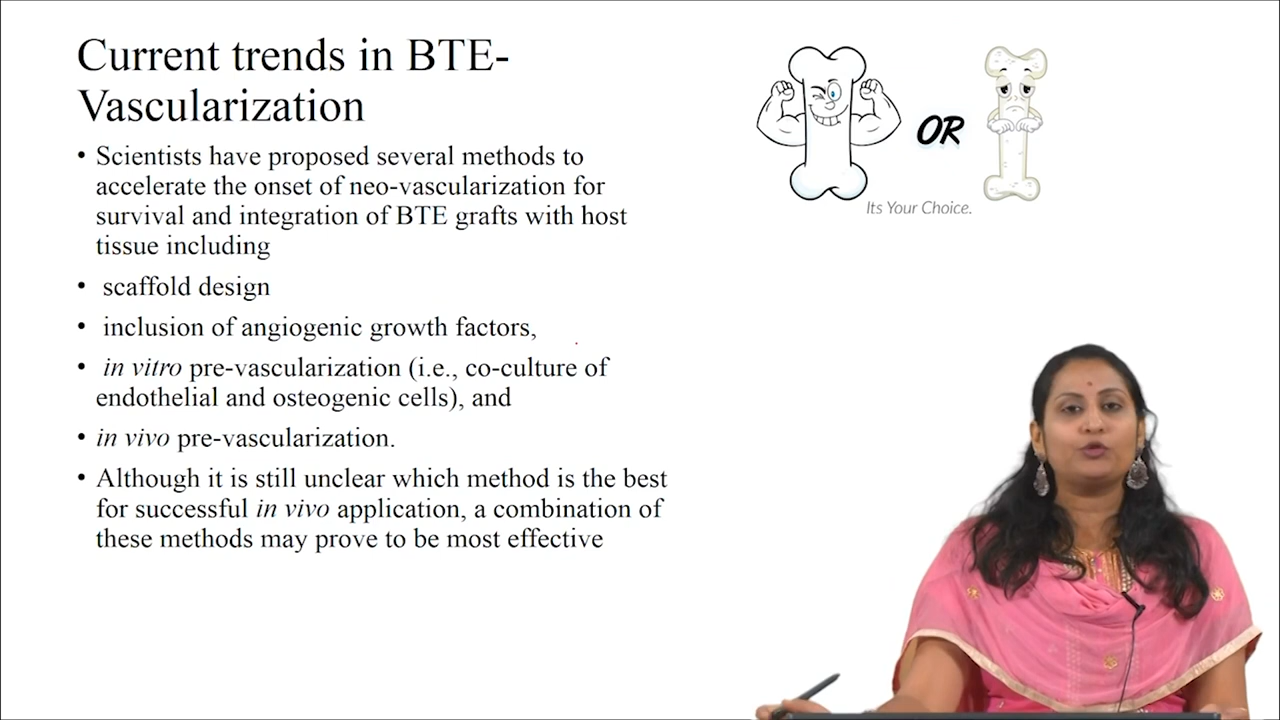 Current trends in BTE-
Vascularization
• Scientists have proposed several methods to
accelerate the onset of neo-vascularization for
survival and integration of BTE grafts with host
tissue including
• scaffold design
• inclusion of angiogenic growth factors,
• in vitro pre-vascularization (i.e., co-culture of
endothelial and osteogenic cells), and
• in vivo pre-vascularization.
• Although it is still unclear which method is the best
for successful in vivo application, a combination of
these methods may prove to be most effective
OR
Its Your Choice.